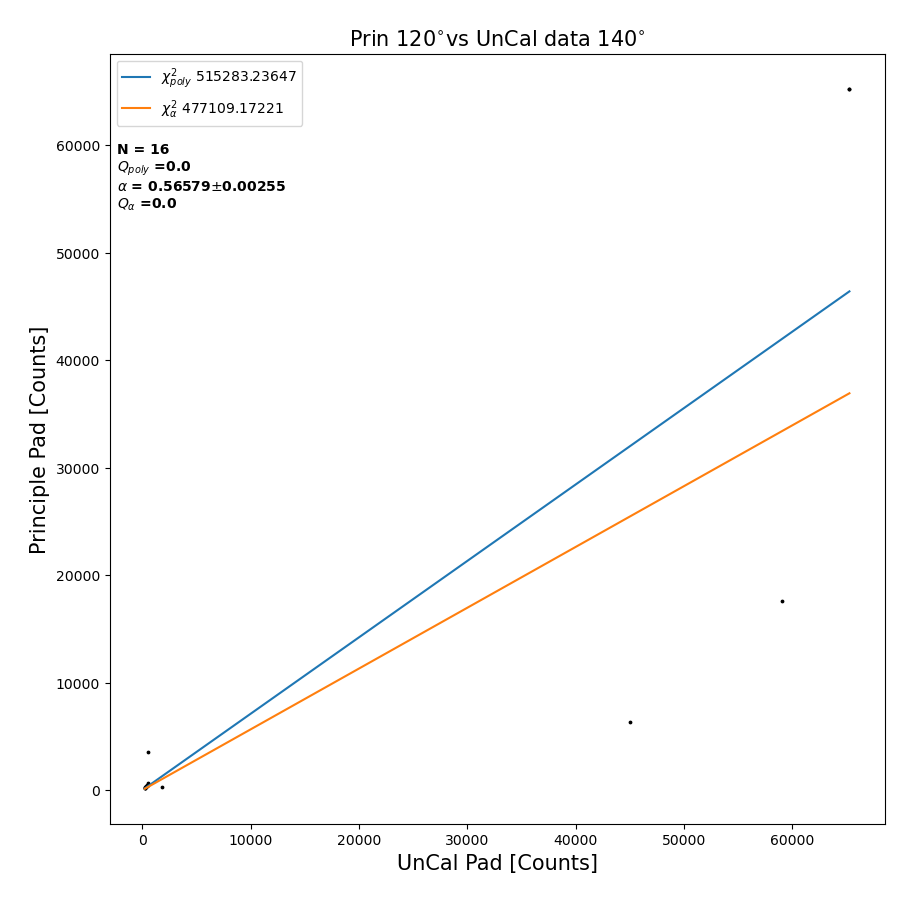 Prin 120°vs UnCal data 140°
χ²poly 515283.23647
χ²α 477109.17221
N = 16
Qpoly =0.0
α = 0.56579±0.00255
Qα =0.0
60000
50000
40000
30000
20000
10000
0
Principle Pad [Counts]
0 10000 20000 30000 40000 50000 60000
UnCal Pad [Counts]